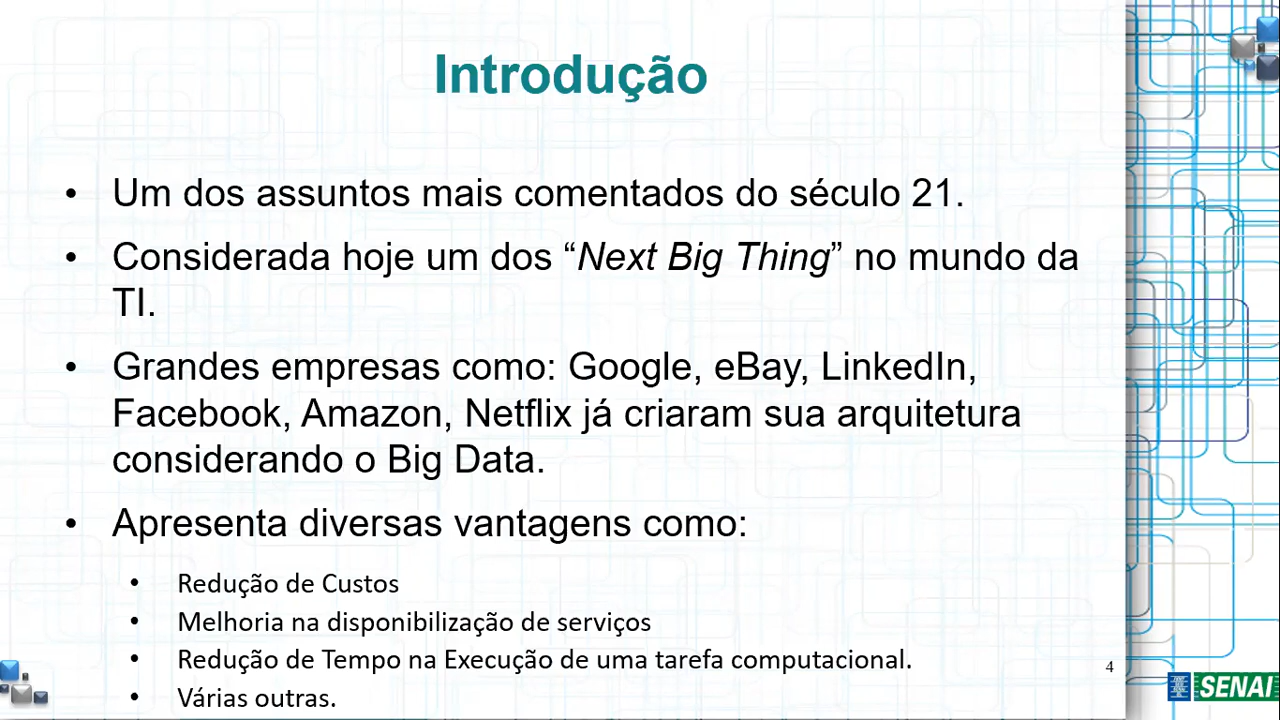 Introdução
• Um dos assuntos mais comentados do século 21.
• Considerada hoje um dos “Next Big Thing” no mundo da
TI.
• Grandes empresas como: Google, eBay, LinkedIn,
Facebook, Amazon, Netflix já criaram sua arquitetura
considerando o Big Data.
• Apresenta diversas vantagens como:
• Redução de Custos
• Melhoria na disponibilização de serviços
• Redução de Tempo na Execução de uma tarefa computacional.
• Várias outras.
4
SENAI